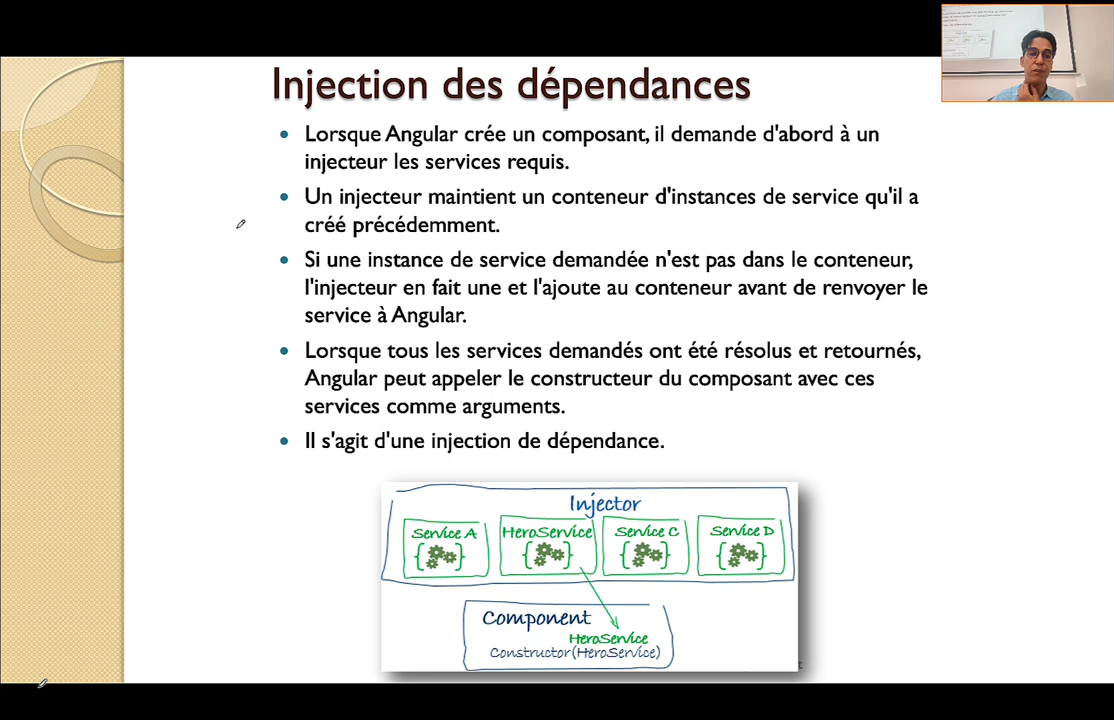 Injection des dépendances
Lorsque Angular crée un composant, il demande d'abord à un
injecteur les services requis.
Un injecteur maintient un conteneur d'instances de service qu'il a
créé précédemment.
Si une instance de service demandée n'est pas dans le conteneur,
l'injecteur en fait une et l'ajoute au conteneur avant de renvoyer le
service à Angular.
Lorsque tous les services demandés ont été résolus et retournés,
Angular peut appeler le constructeur du composant avec ces
services comme arguments.
Il s'agit d'une injection de dépendance.
Injector
Service A HeroService Service C Service D
Component
HeroService
Constructor(HeroService)